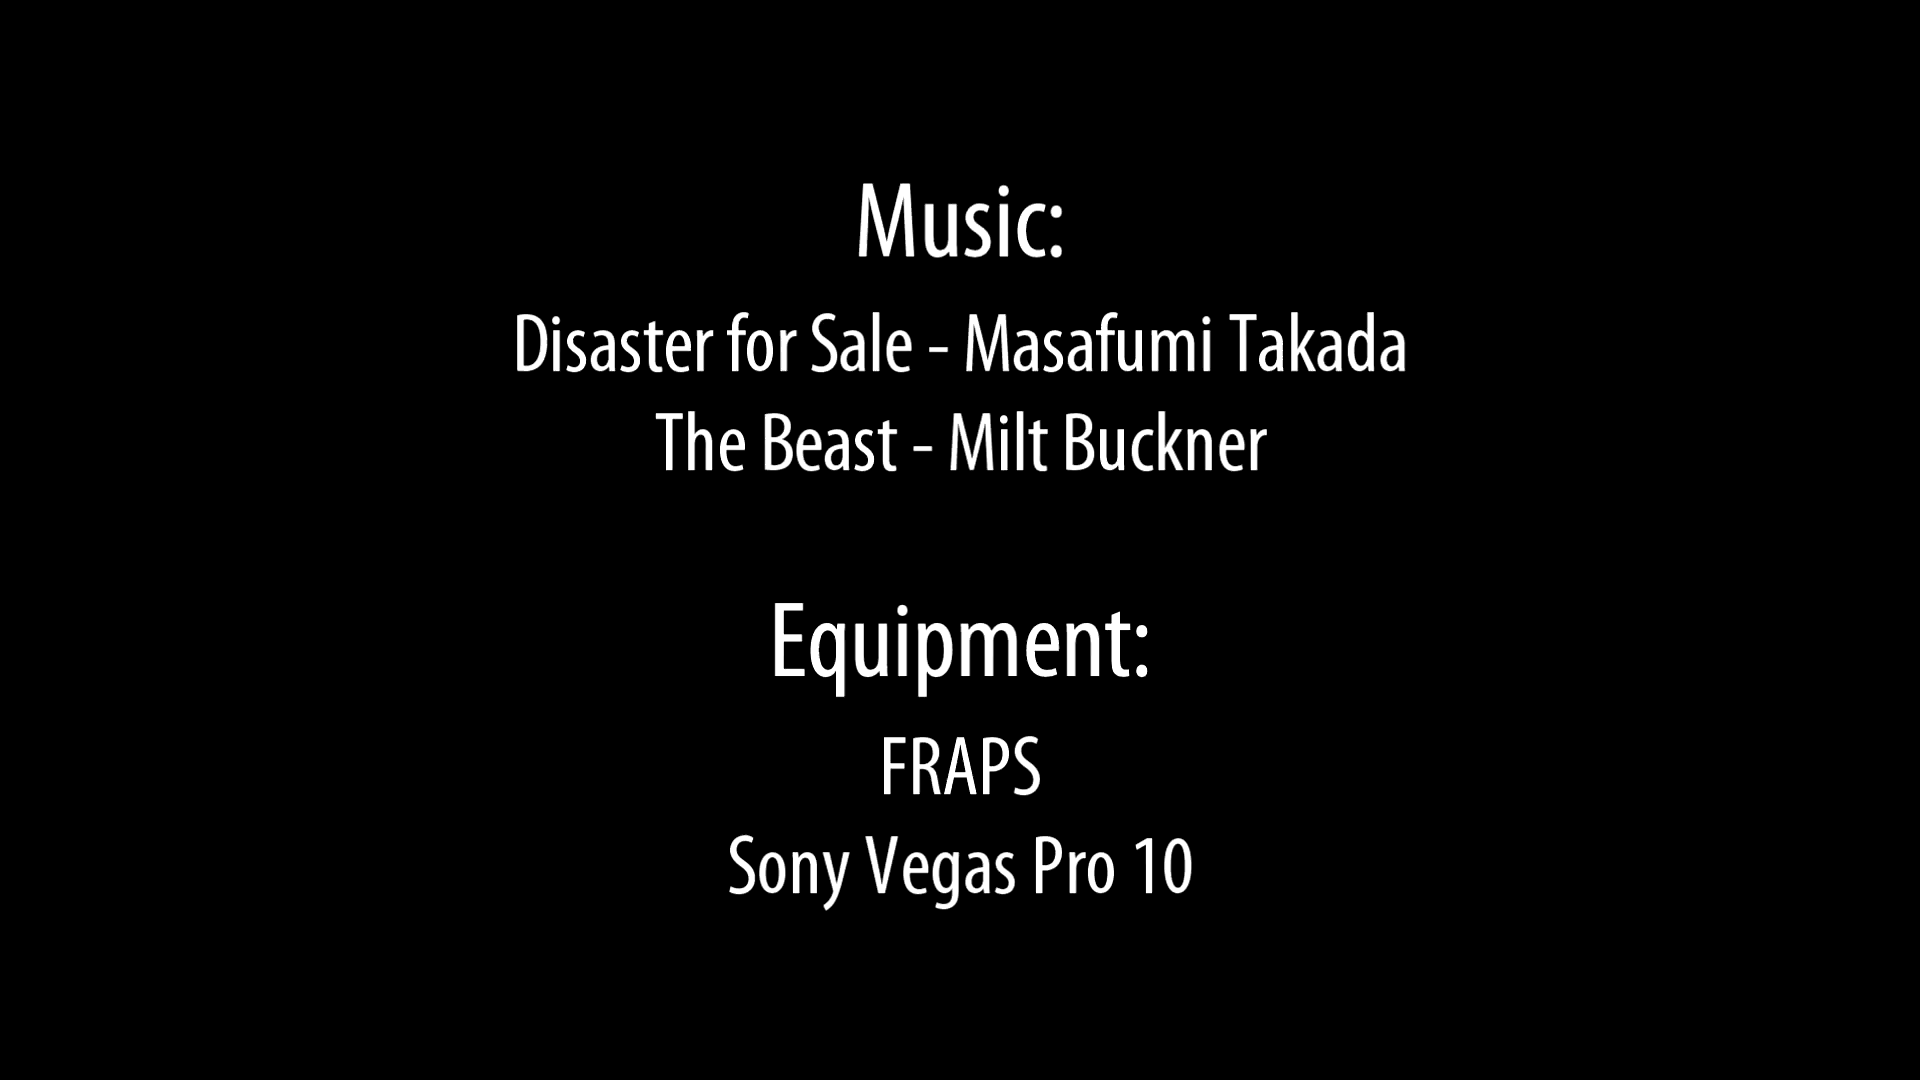 Music:
Disaster for Sale - Masafumi Takada
The Beast - Milt Buckner
Equipment:
FRAPS
Sony Vegas Pro 10